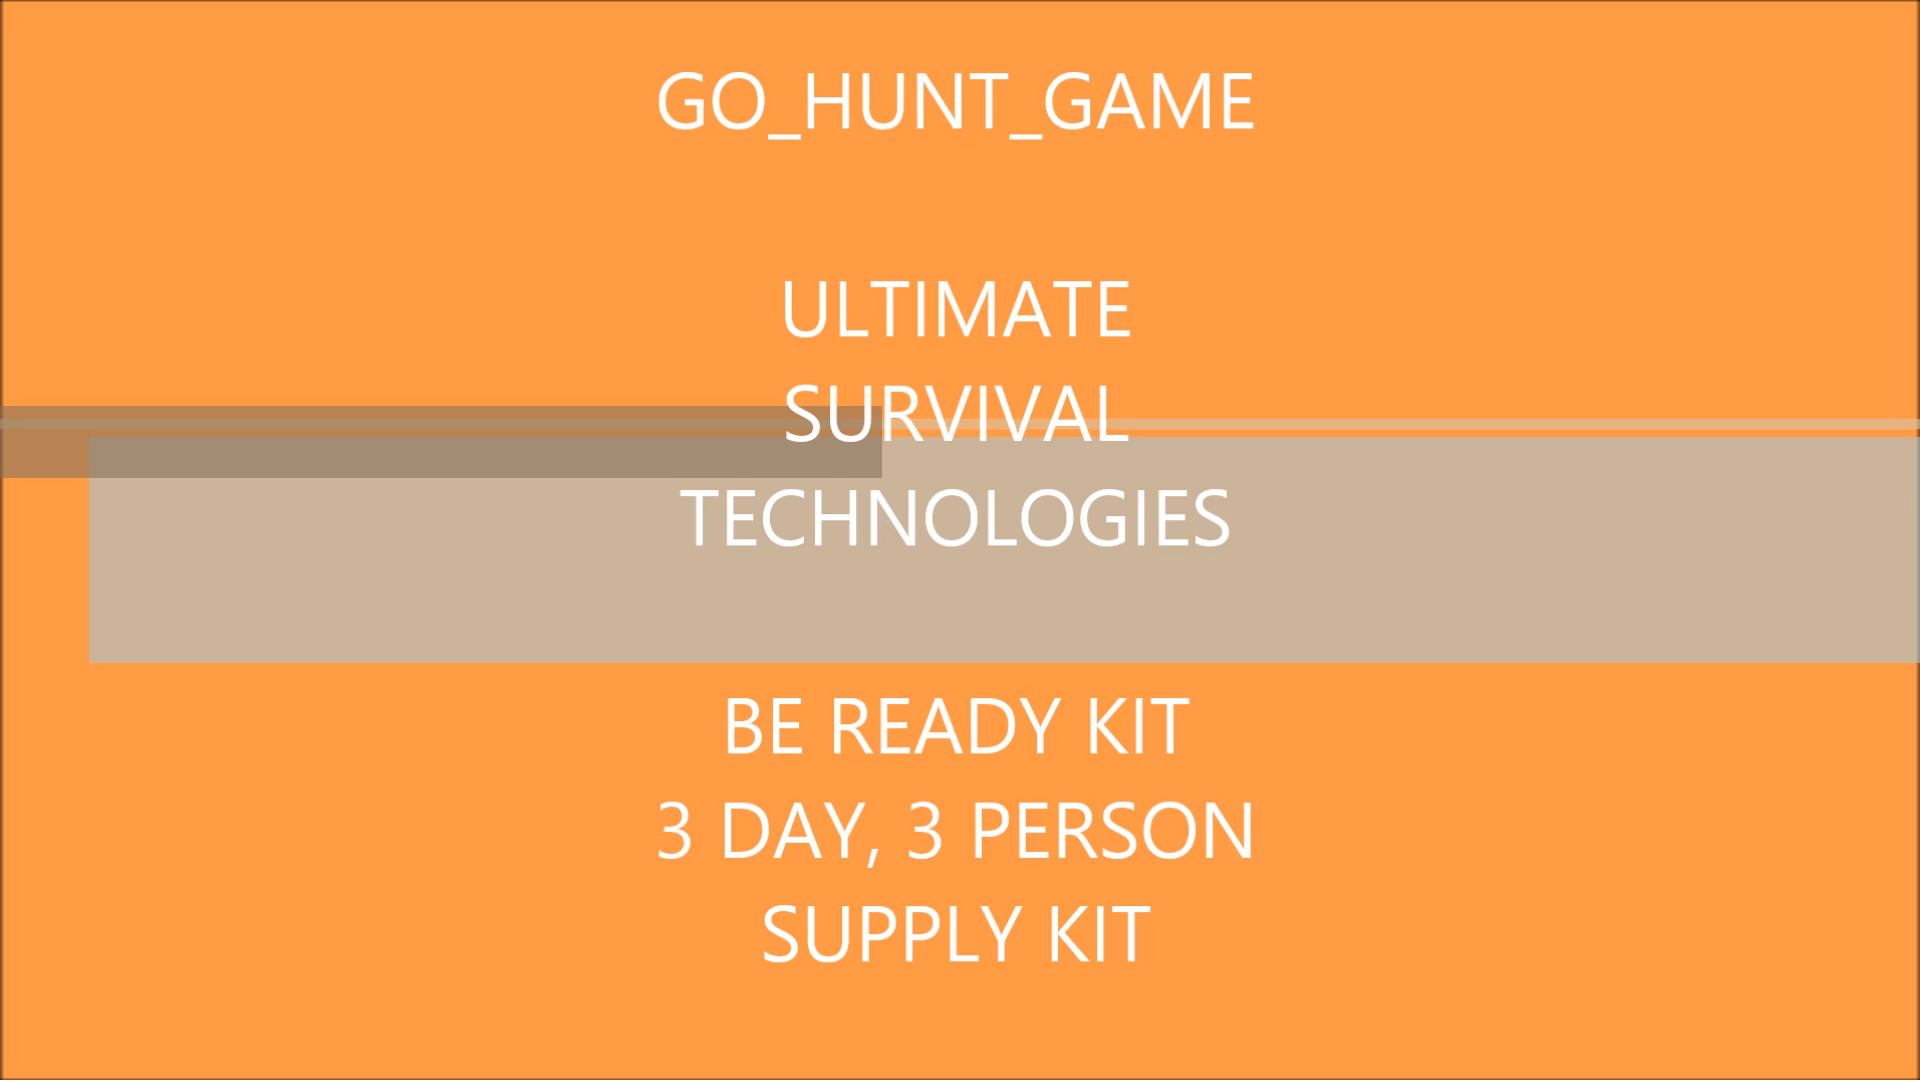 GO_HUNT_GAME
ULTIMATE
SURVIVAL
TECHNOLOGIES
BE READY KIT
3 DAY, 3 PERSON
SUPPLY KIT